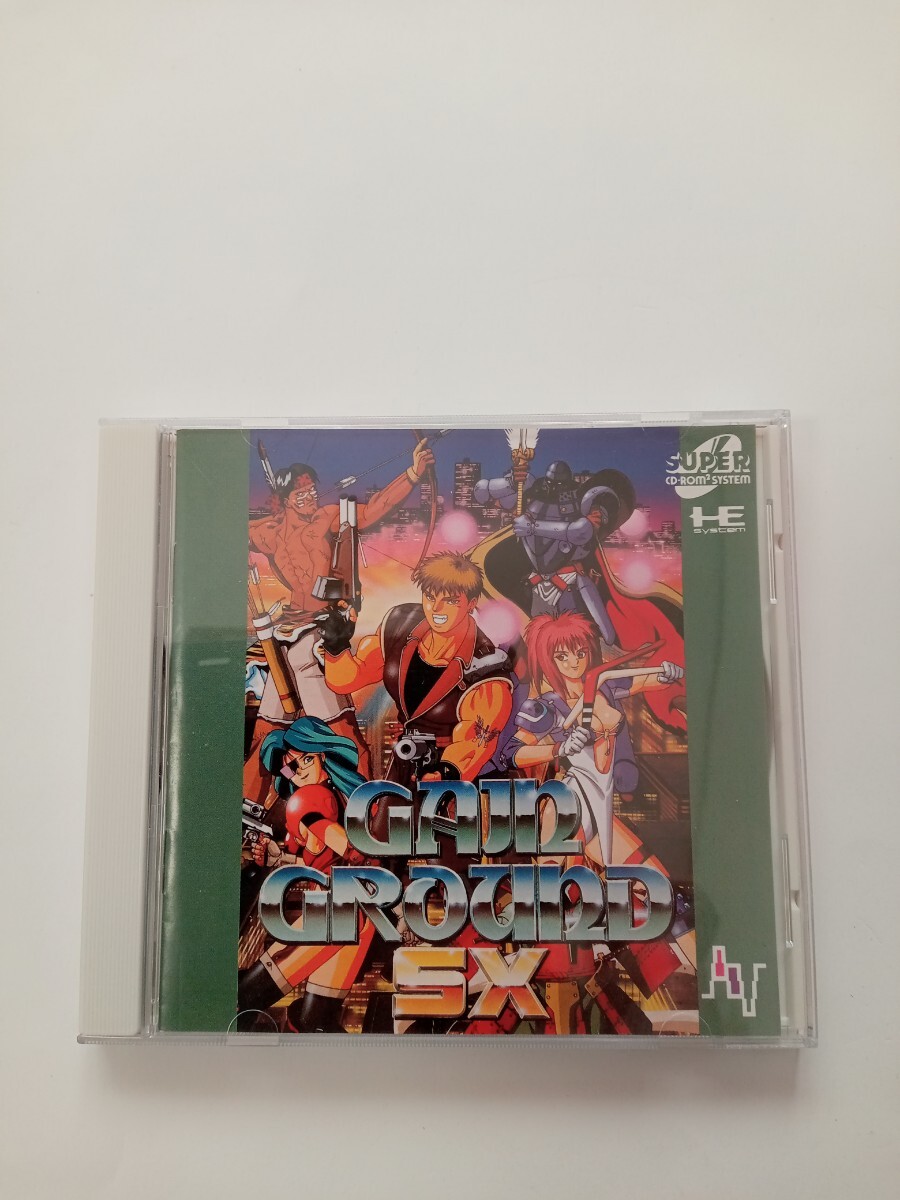 SUPER
CD-ROM² SYSTEM
HE
system
GAIN
GROUND
SX